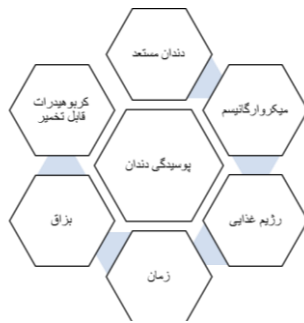 دندان مستعد
میکروارگانیسم
کربوهیدرات
قابل تخمیر
پوسیدگی دندان
رژیم غذایی
بزاق
زمان